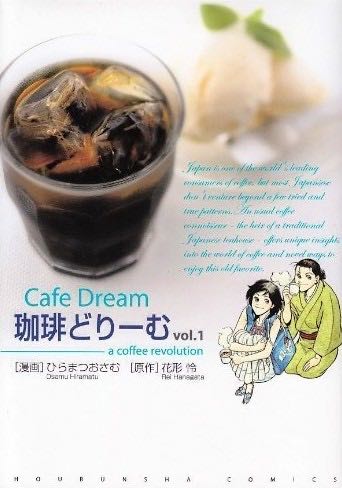 Japan is one of the world's leading
consumers of coffee, but most Japanese
don't venture beyond a few tried and
true patterns. An usual coffee
connoisseur – the heir of a traditional
Japanese teahouse – offers unique insights
into the world of coffee and novel ways to
enjoy this old favorite.
Cafe Dream
珈琲どりーむ vol.1
a coffee revolution
[漫画] ひらまつおさむ [原作] 花形 怜
Osamu Hiramatu Rei Hanagata
HOUBUNSHA COMICS